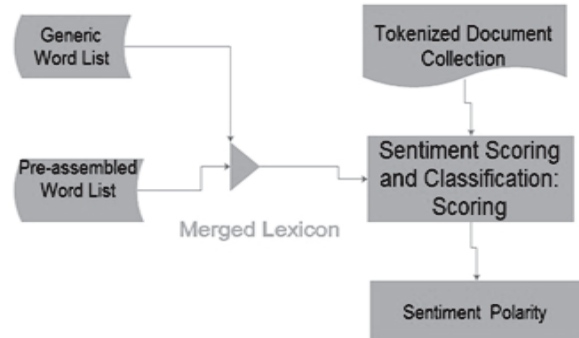 Generic
Word List
Tokenized Document
Collection
Pre-assembled
Word List
Sentiment Scoring
and Classification:
Scoring
Merged Lexicon
Sentiment Polarity